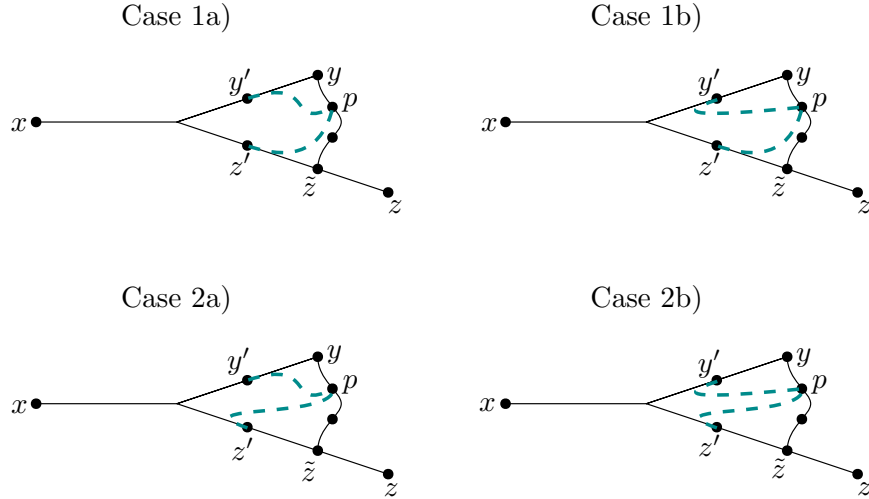 Case 1a)
Case 1b)
y
y
y′
y′
p
p
x
x
z′
z′
z̃
z̃
z
z
Case 2a)
Case 2b)
y
y
y′
y′
p
p
x
x
z′
z′
z̃
z̃
z
z